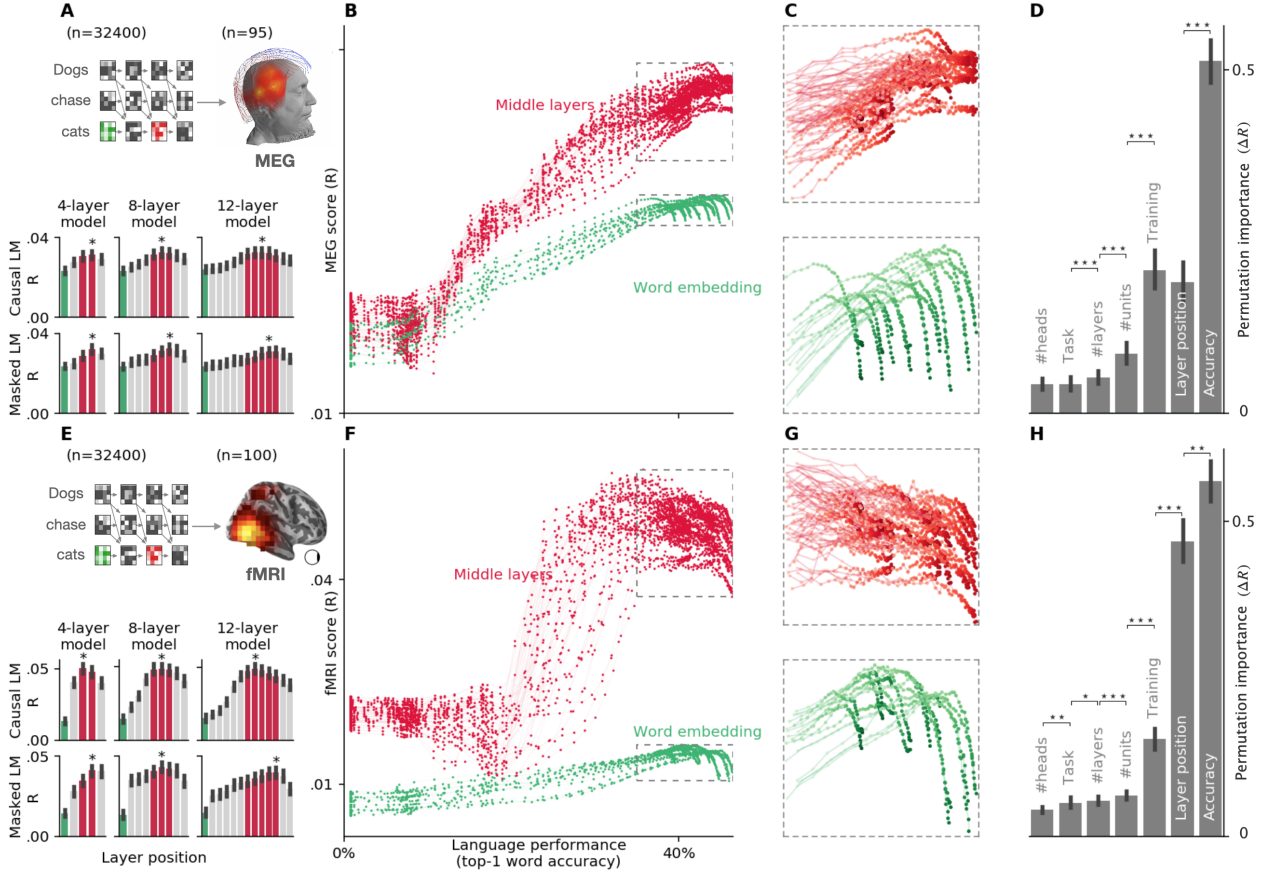 A
(n=32400)
(n=95)
Dogs
chase
cats
MEG
4-layer
model
8-layer
model
12-layer
model
Causal LM
R
.04
.00
*
*
*
Masked LM
R
.04
.00
*
*
*
B
MEG score (R)
Middle layers
Word embedding
.01
C
D
#heads
Task
#layers
#units
Training
Layer position
Accuracy
★★★
★★★
★★★
★★★
0.5
0
Permutation importance (ΔR)
E
(n=32400)
(n=100)
Dogs
chase
cats
fMRI
4-layer
model
8-layer
model
12-layer
model
Causal LM
R
.05
.00
*
*
*
Masked LM
R
.05
.00
*
*
*
Layer position
F
fMRI score (R)
.04
.01
Middle layers
Word embedding
0%
40%
Language performance
(top-1 word accuracy)
G
H
#heads
Task
#layers
#units
Training
Layer position
Accuracy
★★
★
★★★
★★★
★★★
★★
0.5
0
Permutation importance (ΔR)